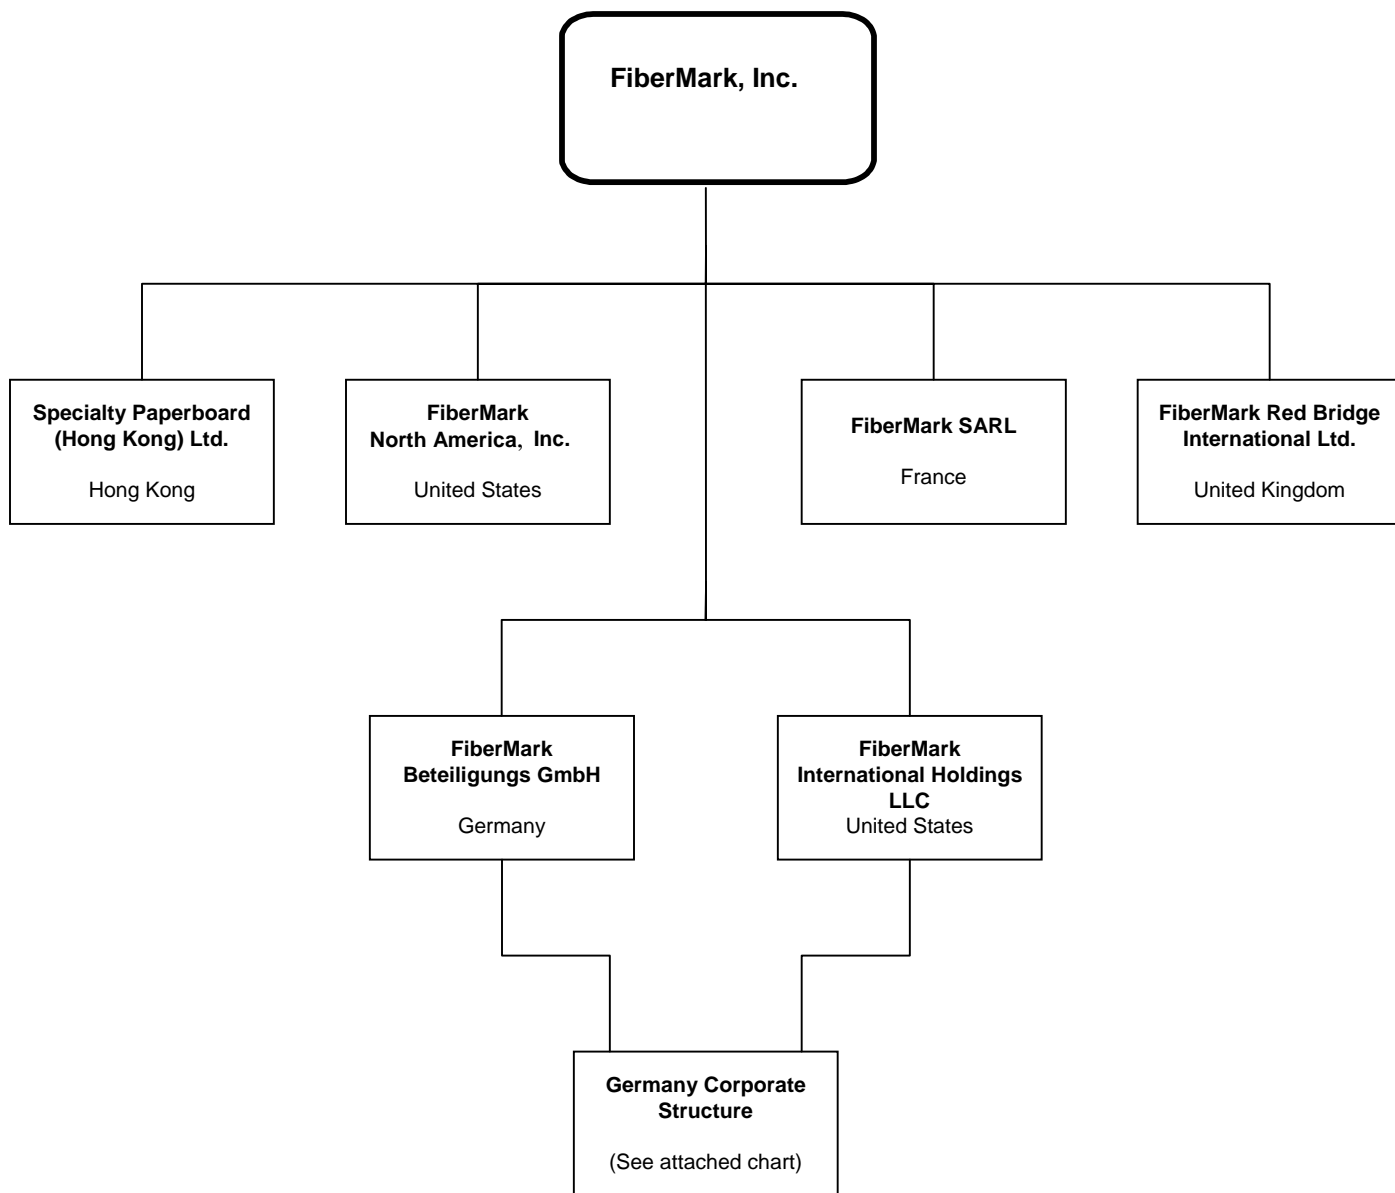 FiberMark, Inc.
Specialty Paperboard
(Hong Kong) Ltd.
Hong Kong
FiberMark
North America, Inc.
United States
FiberMark SARL
France
FiberMark Red Bridge
International Ltd.
United Kingdom
FiberMark
Beteiligungs GmbH
Germany
FiberMark
International Holdings
LLC
United States
Germany Corporate
Structure
(See attached chart)